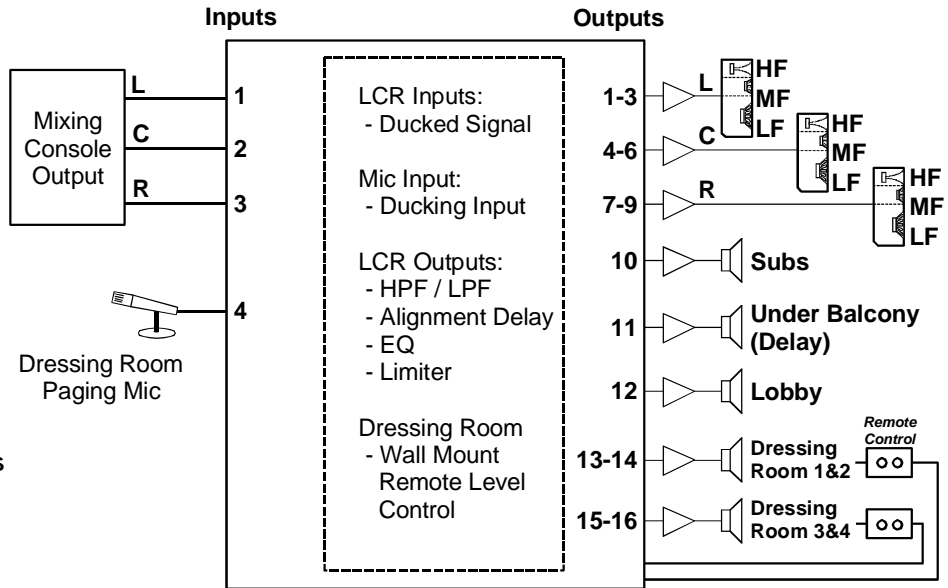 Inputs
Outputs
Mixing
Console
Output
L
C
R
1
2
3
4
Dressing Room
Paging Mic
s
LCR Inputs:
- Ducked Signal
Mic Input:
- Ducking Input
LCR Outputs:
- HPF / LPF
- Alignment Delay
- EQ
- Limiter
Dressing Room
- Wall Mount
Remote Level
Control
1-3
L
HF
MF
LF
4-6
C
HF
MF
LF
7-9
R
HF
MF
LF
10
Subs
11
Under Balcony
(Delay)
12
Lobby
13-14
Dressing
Room 1&2
Remote
Control
15-16
Dressing
Room 3&4